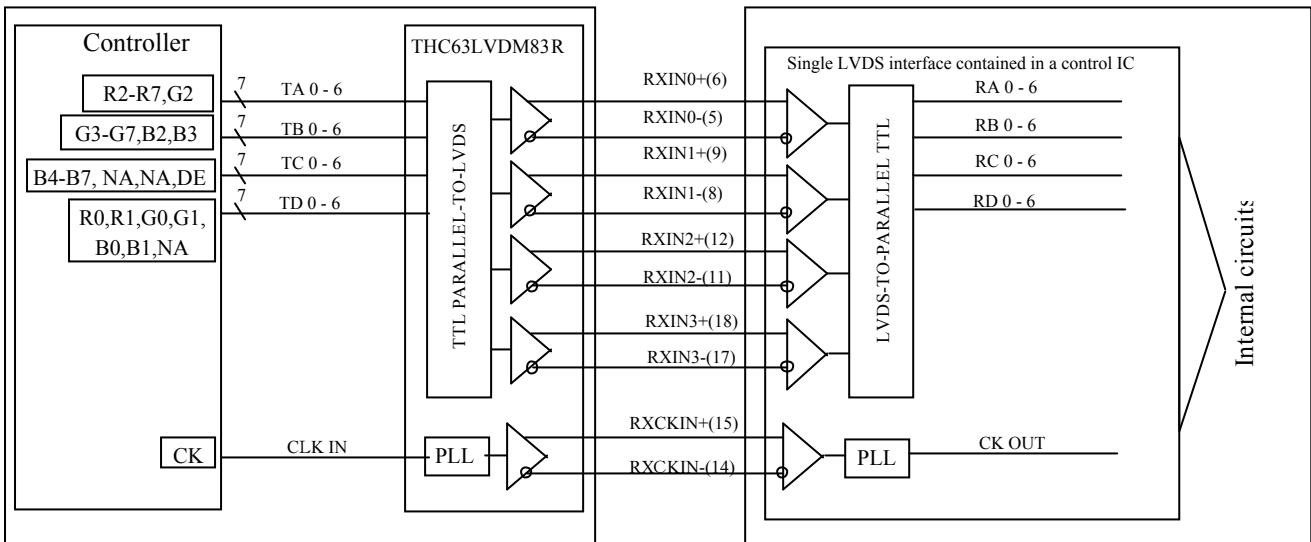 Controller
R2-R7,G2
G3-G7,B2,B3
B4-B7, NA,NA,DE
R0,R1,G0,G1,
B0,B1,NA
CK
7
TA 0 - 6
7
TB 0 - 6
7
TC 0 - 6
7
TD 0 - 6
CLK IN
THC63LVDM83R
TTL PARALLEL-TO-LVDS
PLL
RXIN0+(6)
RXIN0-(5)
RXIN1+(9)
RXIN1-(8)
RXIN2+(12)
RXIN2-(11)
RXIN3+(18)
RXIN3-(17)
RXCKIN+(15)
RXCKIN-(14)
Single LVDS interface contained in a control IC
LVDS-TO-PARALLEL TTL
PLL
RA 0 - 6
RB 0 - 6
RC 0 - 6
RD 0 - 6
CK OUT
Internal circuits